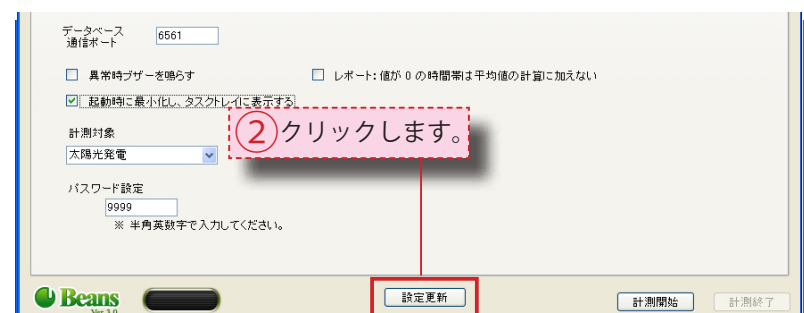 データベース
通信ポート
6561
異常時ブザーを鳴らす
レポート：値が 0 の時間帯は平均値の計算に加えない
起動時に最小化し、タスクトレイに表示する
②クリックします。
計測対象
太陽光発電
パスワード設定
9999
※ 半角英数字で入力してください。
Beans
Ver 3.0
設定更新
計測開始
計測終了